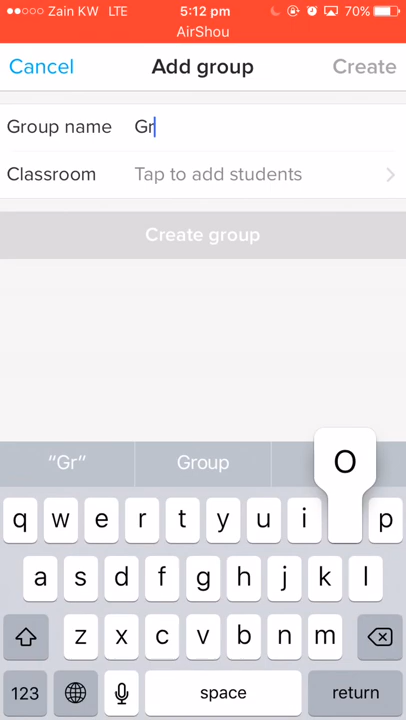 Zain KW LTE 5:12 pm 70%
AirShou
Cancel Add group Create
Group name Gr
Classroom Tap to add students
Create group
"Gr" Group
O
q w e r t y u i p
a s d f g h j k l
z x c v b n m
123 space return